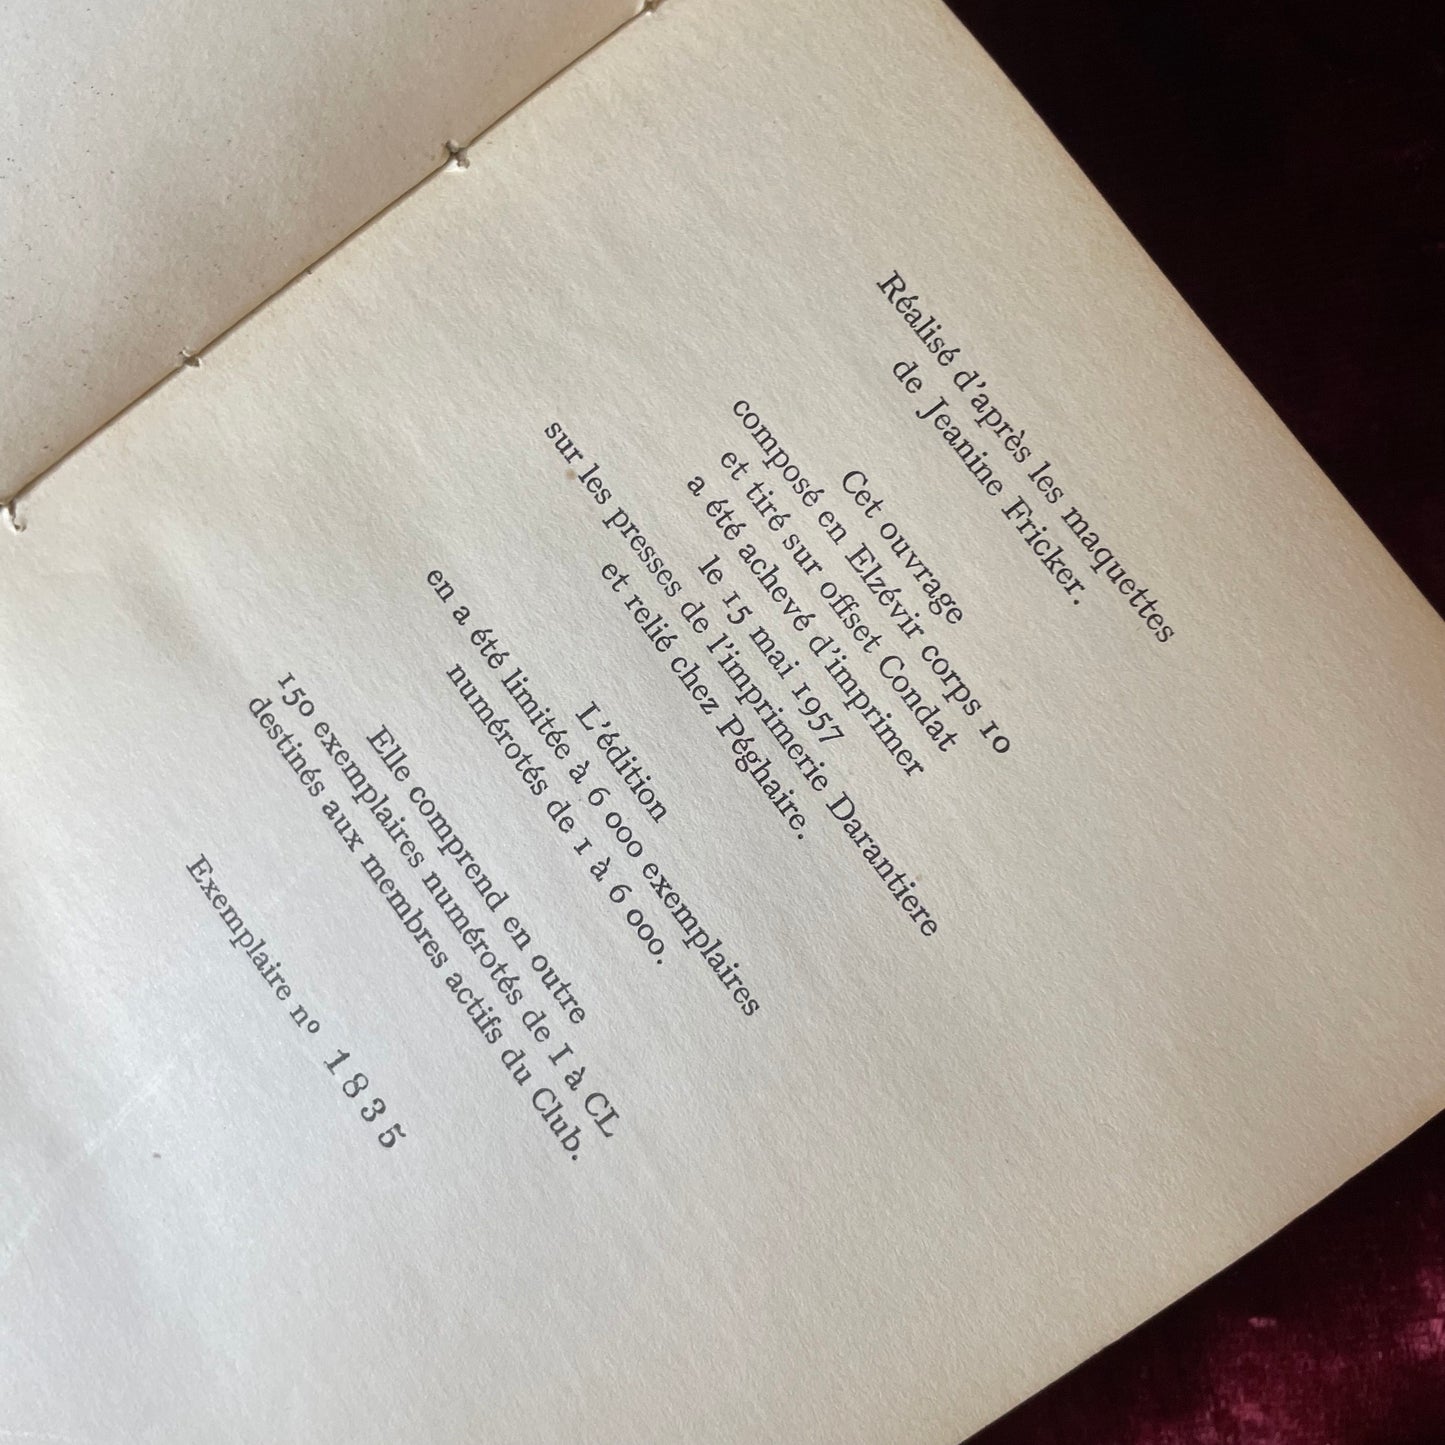 Réalisé d'après les maquettes
de Jeanine Fricker.
Cet ouvrage
composé en Elzévir corps 10
et tiré sur offset Condat
a été achevé d'imprimer
le 15 mai 1957
sur les presses de l'imprimerie Darantiere
et relié chez Péghaire.
L'édition
en a été limitée à 6 000 exemplaires
numérotés de 1 à 6 000.
Elle comprend en outre
150 exemplaires numérotés de I à CL
destinés aux membres actifs du Club.
Exemplaire nº 1835